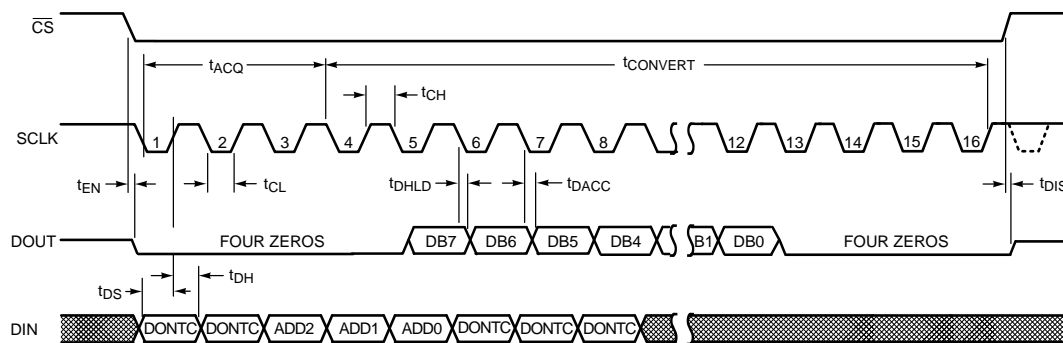 CS
tACQ
tCONVERT
tCH
SCLK
1 2 3 4 5 6 7 8 12 13 14 15 16
tEN
tCL
tDHLD
tDACC
tDIS
DOUT
FOUR ZEROS
DB7 DB6 DB5 DB4 B1 DB0
FOUR ZEROS
tDS
tDH
DIN
DONTC DONTC ADD2 ADD1 ADD0 DONTC DONTC DONTC